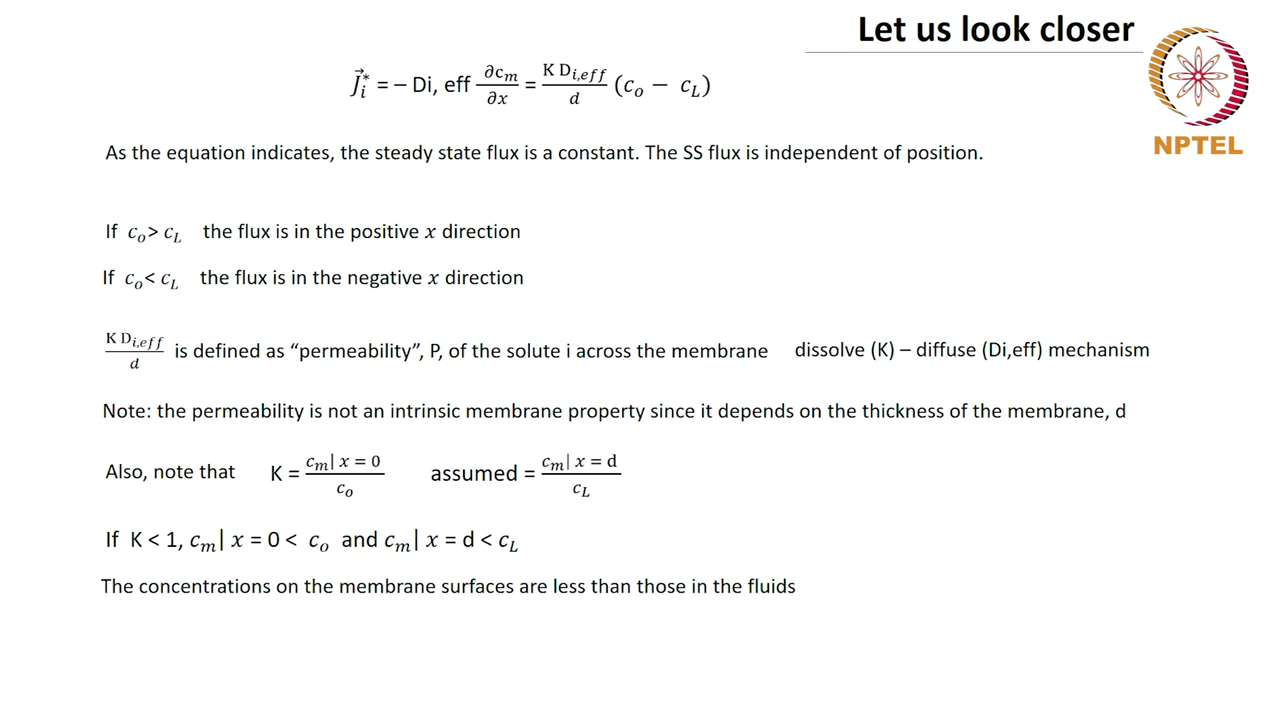 Let us look closer
NPTEL
J⃗ᵢ* = – Di, eff ∂cₘ/∂x = K D_{i,eff}/d (cₒ − c_L)
As the equation indicates, the steady state flux is a constant. The SS flux is independent of position.
If cₒ> c_L the flux is in the positive x direction
If cₒ< c_L the flux is in the negative x direction
K D_{i,eff}/d is defined as “permeability”, P, of the solute i across the membrane dissolve (K) – diffuse (Di,eff) mechanism
Note: the permeability is not an intrinsic membrane property since it depends on the thickness of the membrane, d
Also, note that K = cₘ| x = 0/cₒ assumed = cₘ| x = d/c_L
If K < 1, cₘ| x = 0 < cₒ and cₘ| x = d < c_L
The concentrations on the membrane surfaces are less than those in the fluids